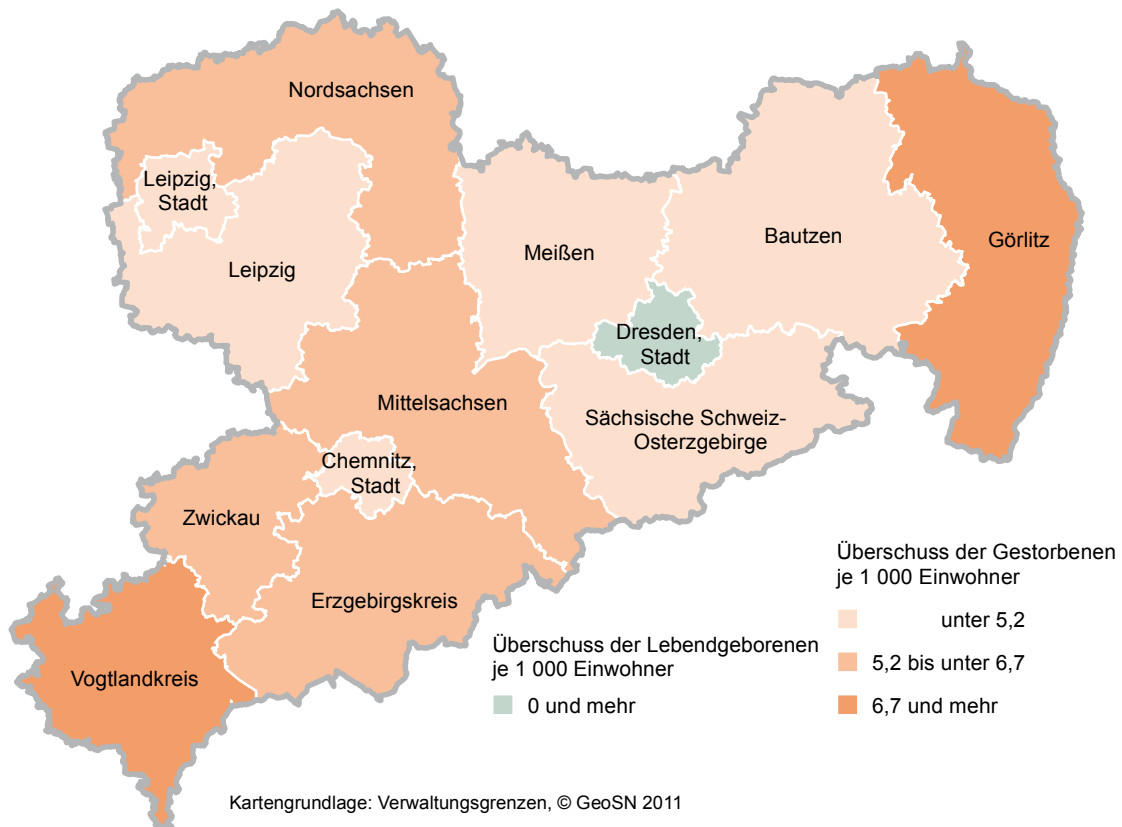 Nordsachsen
Leipzig,
Stadt
Leipzig
Meißen
Bautzen
Görlitz
Dresden,
Stadt
Mittelsachsen
Sächsische Schweiz-
Osterzgebirge
Chemnitz,
Stadt
Zwickau
Erzgebirgskreis
Vogtlandkreis
Überschuss der Lebendgeborenen
je 1 000 Einwohner
0 und mehr
Überschuss der Gestorbenen
je 1 000 Einwohner
unter 5,2
5,2 bis unter 6,7
6,7 und mehr
Kartengrundlage: Verwaltungsgrenzen, © GeoSN 2011